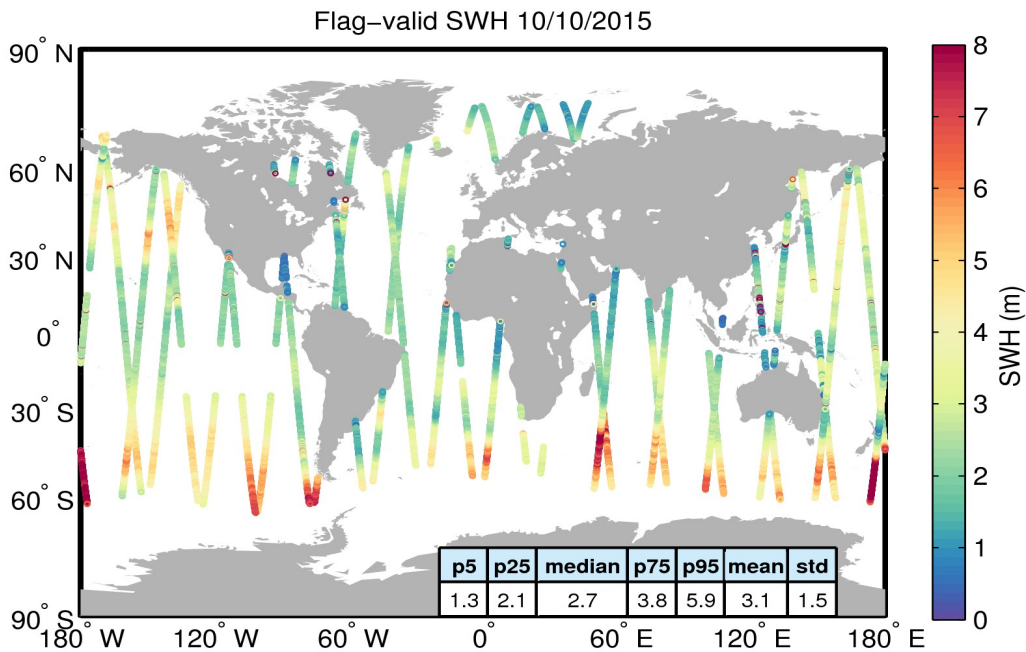 Flag−valid SWH 10/10/2015
90° N
60° N
30° N
0°
30° S
60° S
90° S
180° W
120° W
60° W
0°
60° E
120° E
180° E
p5 p25 median p75 p95 mean std
1.3 2.1 2.7 3.8 5.9 3.1 1.5
8
7
6
5
4
3
2
1
0
SWH (m)